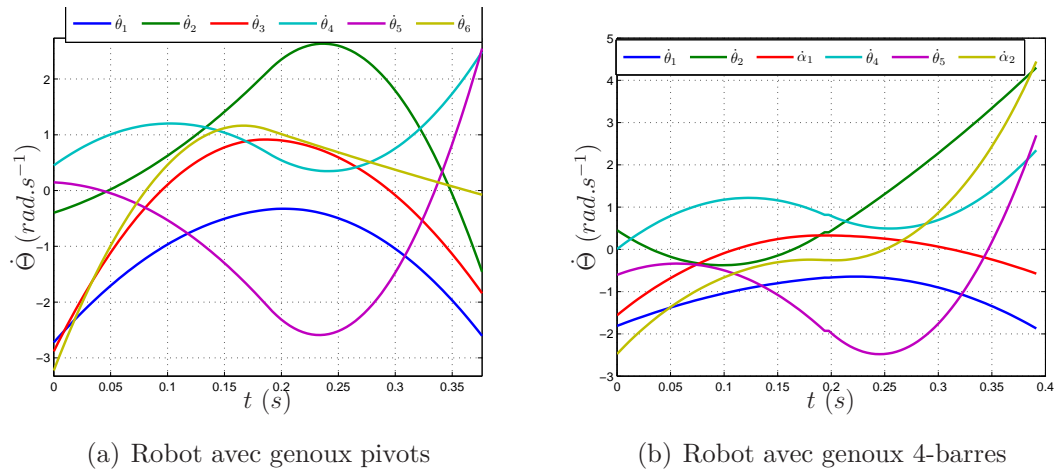 θ̇₁ θ̇₂ θ̇₃ θ̇₄ θ̇₅ θ̇₆
2
1
0
−1
−2
−3
Θ̇ (rad.s⁻¹)
0 0.05 0.1 0.15 0.2 0.25 0.3 0.35
t (s)
(a) Robot avec genoux pivots
θ̇₁ θ̇₂ α̇₁ θ̇₄ θ̇₅ α̇₂
5
4
3
2
1
0
−1
−2
−3
Θ̇ (rad.s⁻¹)
0 0.05 0.1 0.15 0.2 0.25 0.3 0.35 0.4
t (s)
(b) Robot avec genoux 4-barres